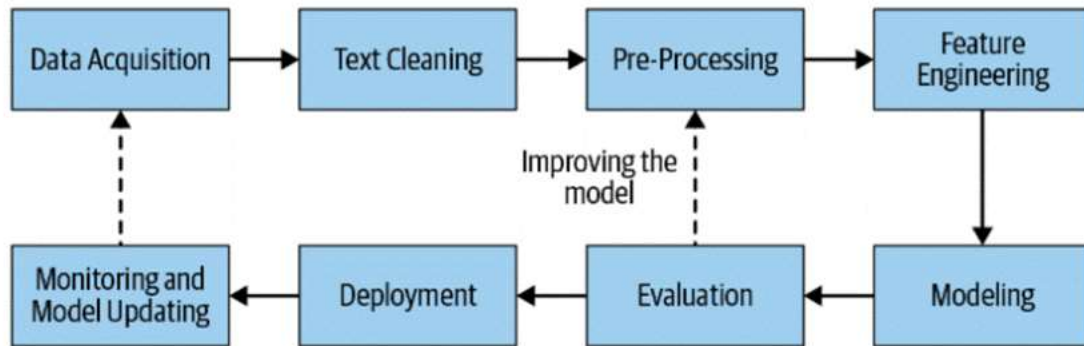 Data Acquisition
Text Cleaning
Pre-Processing
Feature
Engineering
Improving the
model
Monitoring and
Model Updating
Deployment
Evaluation
Modeling